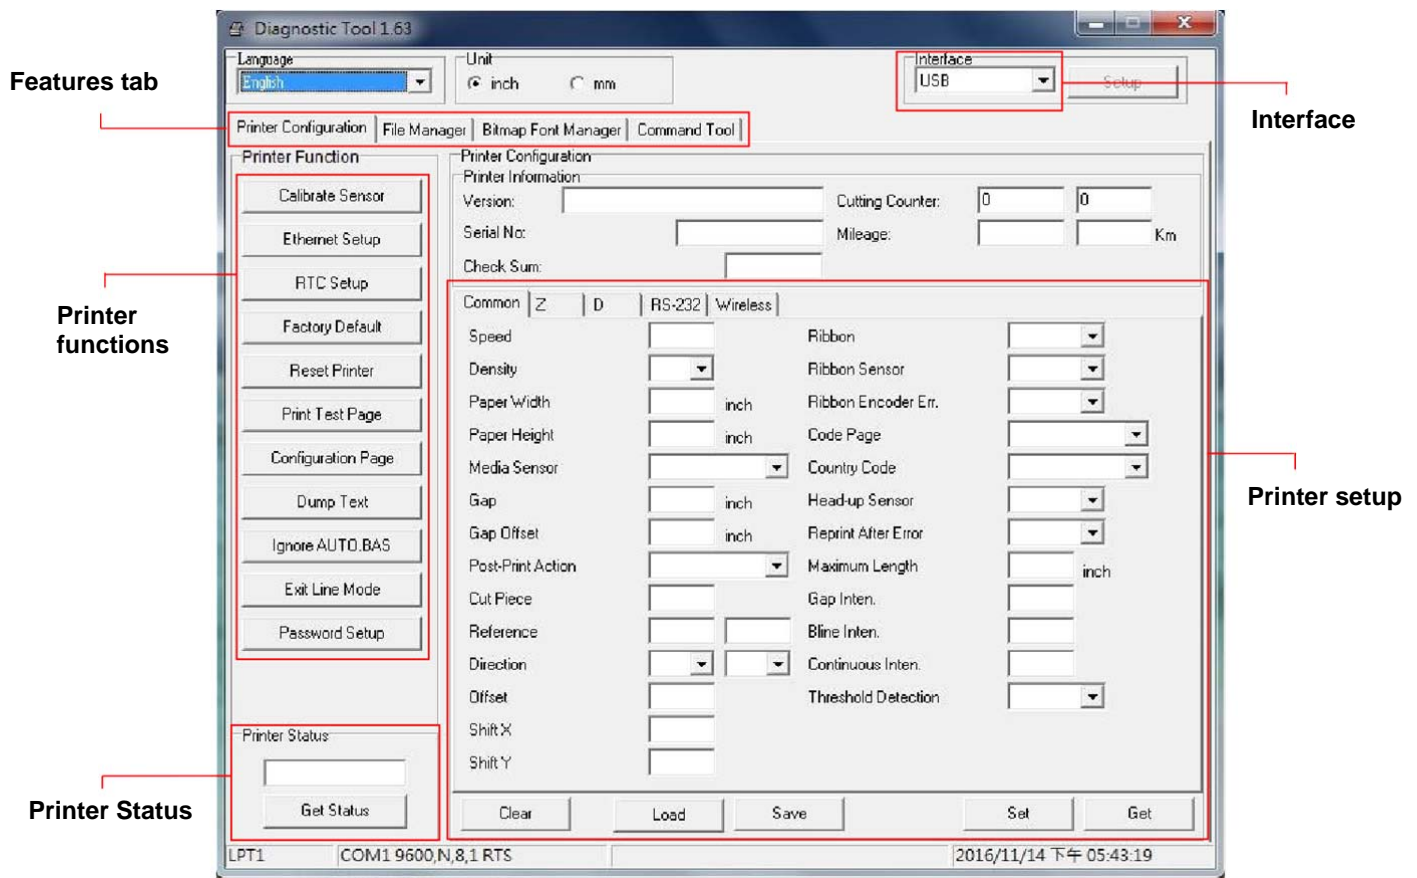 Diagnostic Tool 1.63
Language
English
Unit
inch
mm
Interface
USB
Setup
Features tab
Interface
Printer Configuration
File Manager
Bitmap Font Manager
Command Tool
Printer Function
Calibrate Sensor
Ethernet Setup
RTC Setup
Factory Default
Reset Printer
Print Test Page
Configuration Page
Dump Text
Ignore AUTO.BAS
Exit Line Mode
Password Setup
Printer functions
Printer Configuration
Printer Information
Version:
Cutting Counter: 0 0
Serial No:
Mileage: Km
Check Sum:
Common
Z
D
RS-232
Wireless
Speed
Ribbon
Density
Ribbon Sensor
Paper Width inch
Ribbon Encoder Err.
Paper Height inch
Code Page
Media Sensor
Country Code
Gap inch
Head-up Sensor
Gap Offset inch
Reprint After Error
Post-Print Action
Maximum Length inch
Cut Piece
Gap Inten.
Reference
Bline Inten.
Direction
Continuous Inten.
Offset
Threshold Detection
Shift X
Shift Y
Printer setup
Printer Status
Get Status
Printer Status
Clear
Load
Save
Set
Get
LPT1
COM1 9600,N,8,1 RTS
2016/11/14 下午 05:43:19